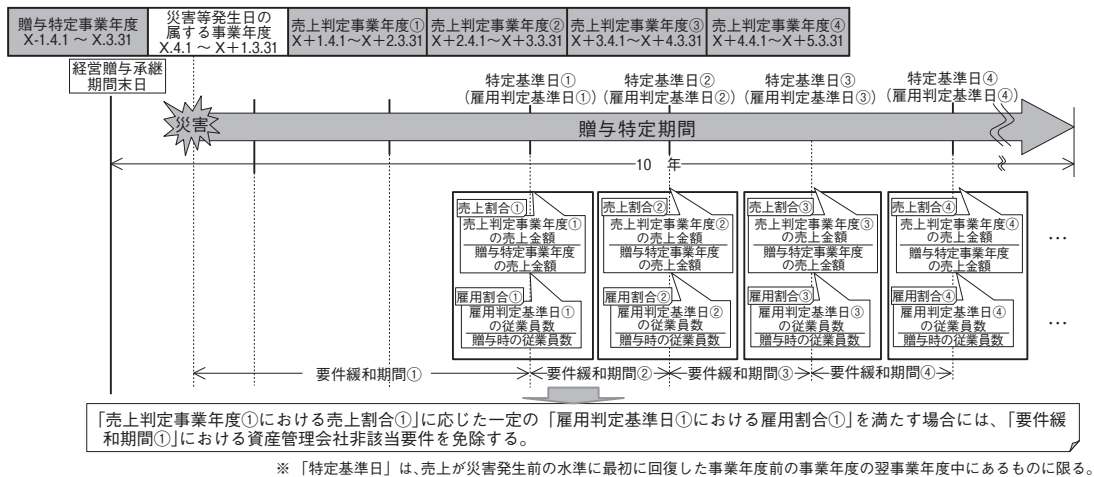 贈与特定事業年度
X-1.4.1 ～ X.3.31
災害等発生日の
属する事業年度
X.4.1 ～ X＋1.3.31
売上判定事業年度①
X＋1.4.1～X＋2.3.31
売上判定事業年度②
X＋2.4.1～X＋3.3.31
売上判定事業年度③
X＋3.4.1～X＋4.3.31
売上判定事業年度④
X＋4.4.1～X＋5.3.31
経営贈与承継
期間末日
特定基準日①
（雇用判定基準日①）
特定基準日②
（雇用判定基準日②）
特定基準日③
（雇用判定基準日③）
特定基準日④
（雇用判定基準日④）
災害
贈与特定期間
10 年
売上割合①
売上判定事業年度①
の売上金額
贈与特定事業年度
の売上金額
雇用割合①
雇用判定基準日①
の従業員数
贈与時の従業員数
売上割合②
売上判定事業年度②
の売上金額
贈与特定事業年度
の売上金額
雇用割合②
雇用判定基準日②
の従業員数
贈与時の従業員数
売上割合③
売上判定事業年度③
の売上金額
贈与特定事業年度
の売上金額
雇用割合③
雇用判定基準日③
の従業員数
贈与時の従業員数
売上割合④
売上判定事業年度④
の売上金額
贈与特定事業年度
の売上金額
雇用割合④
雇用判定基準日④
の従業員数
贈与時の従業員数
…
…
要件緩和期間①
要件緩和期間②
要件緩和期間③
要件緩和期間④
「売上判定事業年度①における売上割合①」に応じた一定の「雇用判定基準日①における雇用割合①」を満たす場合には、「要件緩
和期間①」における資産管理会社非該当要件を免除する。
※ 「特定基準日」は、売上が災害発生前の水準に最初に回復した事業年度前の事業年度の翌事業年度中にあるものに限る。